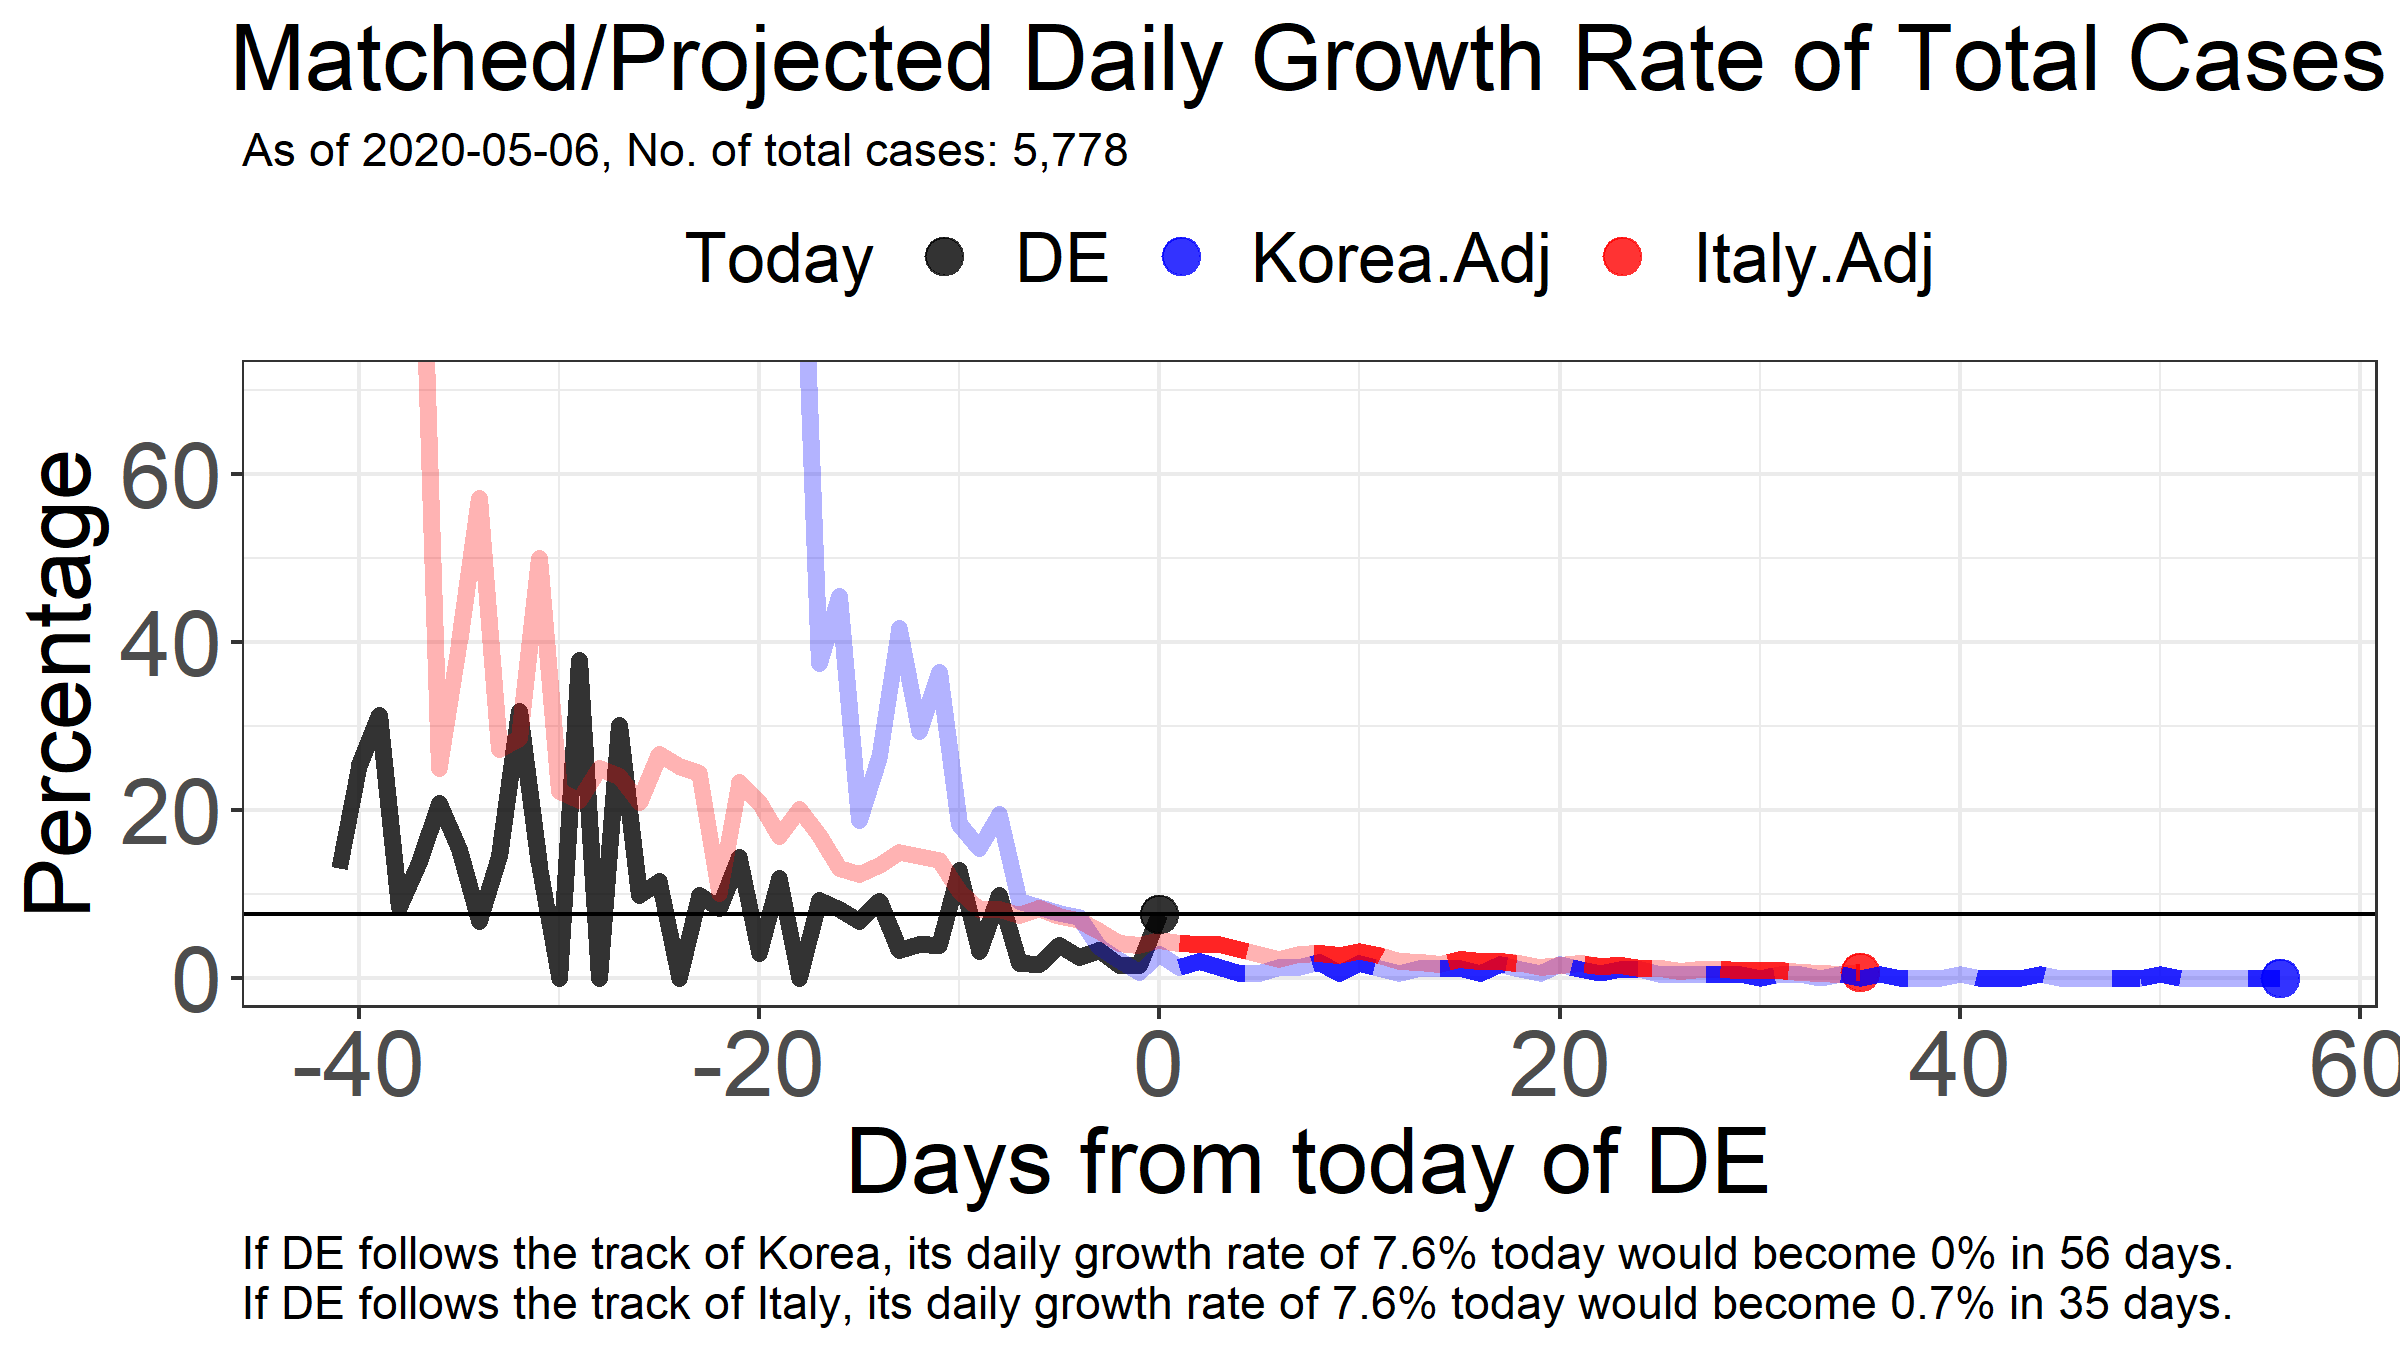 Matched/Projected Daily Growth Rate of Total Cases
As of 2020-05-06, No. of total cases: 5,778
Today DE Korea.Adj Italy.Adj
Percentage
60
40
20
0
-40 -20 0 20 40 60
Days from today of DE
If DE follows the track of Korea, its daily growth rate of 7.6% today would become 0% in 56 days.
If DE follows the track of Italy, its daily growth rate of 7.6% today would become 0.7% in 35 days.